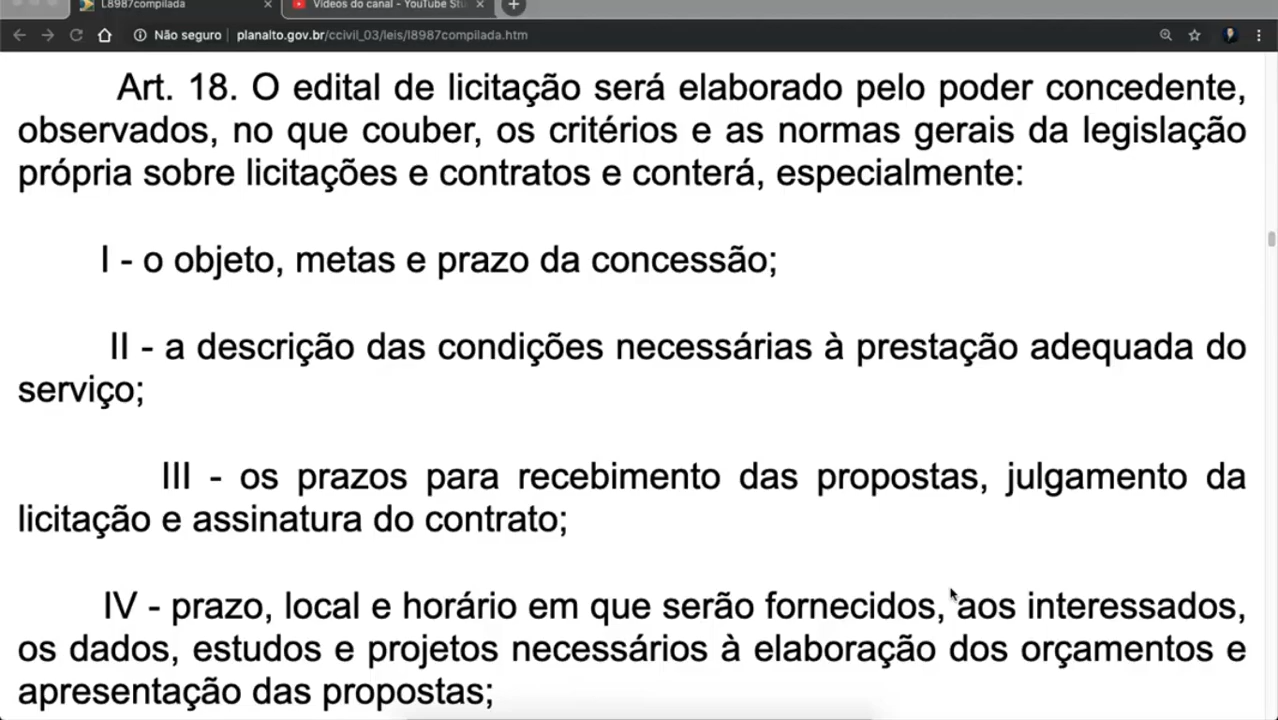 L8987compilada
Vídeos do canal - YouTube Stu
Não seguro
planalto.gov.br/ccivil_03/leis/l8987compilada.htm
Art. 18. O edital de licitação será elaborado pelo poder concedente,
observados, no que couber, os critérios e as normas gerais da legislação
própria sobre licitações e contratos e conterá, especialmente:
I - o objeto, metas e prazo da concessão;
II - a descrição das condições necessárias à prestação adequada do
serviço;
III - os prazos para recebimento das propostas, julgamento da
licitação e assinatura do contrato;
IV - prazo, local e horário em que serão fornecidos, aos interessados,
os dados, estudos e projetos necessários à elaboração dos orçamentos e
apresentação das propostas;